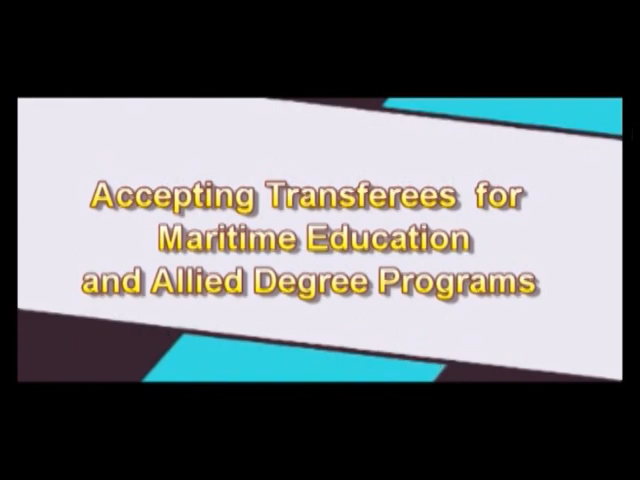 Accepting Transferees for
Maritime Education
and Allied Degree Programs